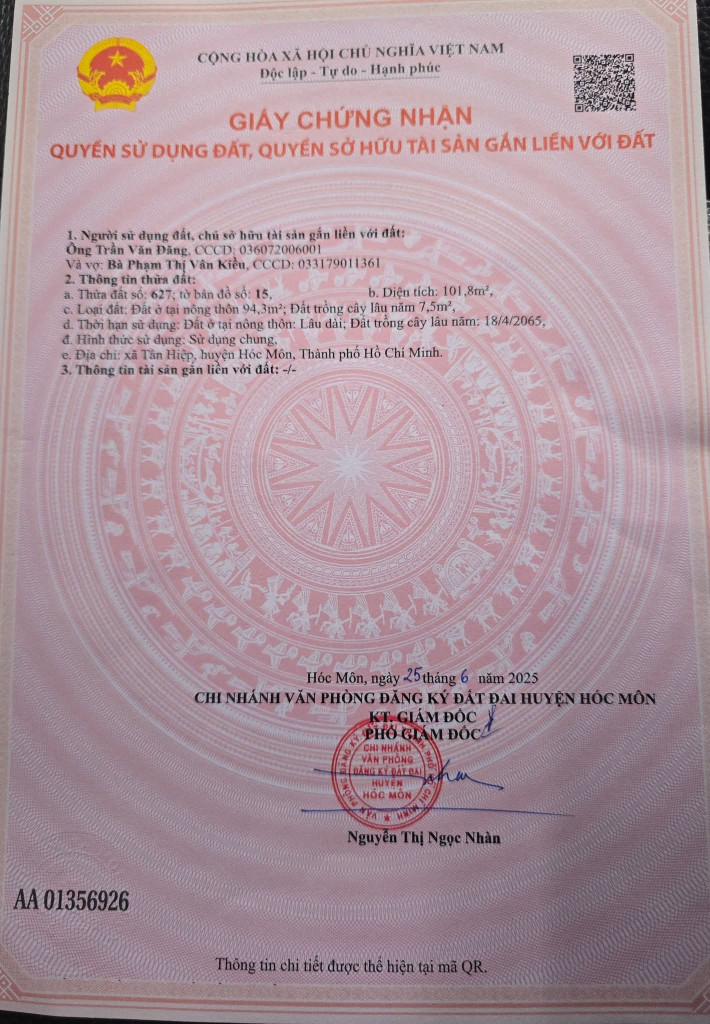 CỘNG HÒA XÃ HỘI CHỦ NGHĨA VIỆT NAM
Độc lập - Tự do - Hạnh phúc
GIẤY CHỨNG NHẬN
QUYỀN SỬ DỤNG ĐẤT, QUYỀN SỞ HỮU TÀI SẢN GẮN LIỀN VỚI ĐẤT
1. Người sử dụng đất, chủ sở hữu tài sản gắn liền với đất:
Ông Trần Văn Đăng, CCCD: 036072006001
Và vợ: Bà Phạm Thị Vân Kiều, CCCD: 033179011361
2. Thông tin thửa đất:
a. Thửa đất số: 627; tờ bản đồ số: 15, b. Diện tích: 101,8m²,
c. Loại đất: Đất ở tại nông thôn 94,3m²; Đất trồng cây lâu năm 7,5m²,
d. Thời hạn sử dụng: Đất ở tại nông thôn: Lâu dài; Đất trồng cây lâu năm: 18/4/2065,
đ. Hình thức sử dụng: Sử dụng chung,
e. Địa chỉ: xã Tân Hiệp, huyện Hóc Môn, Thành phố Hồ Chí Minh.
3. Thông tin tài sản gắn liền với đất: -/-
Hóc Môn, ngày 25 tháng 6 năm 2025
CHI NHÁNH VĂN PHÒNG ĐĂNG KÝ ĐẤT ĐAI HUYỆN HÓC MÔN
KT. GIÁM ĐỐC
PHÓ GIÁM ĐỐC
CHI NHÁNH
VĂN PHÒNG
ĐĂNG KÝ ĐẤT ĐAI
HUYỆN
HÓC MÔN
Nguyễn Thị Ngọc Nhàn
AA 01356926
Thông tin chi tiết được thể hiện tại mã QR.